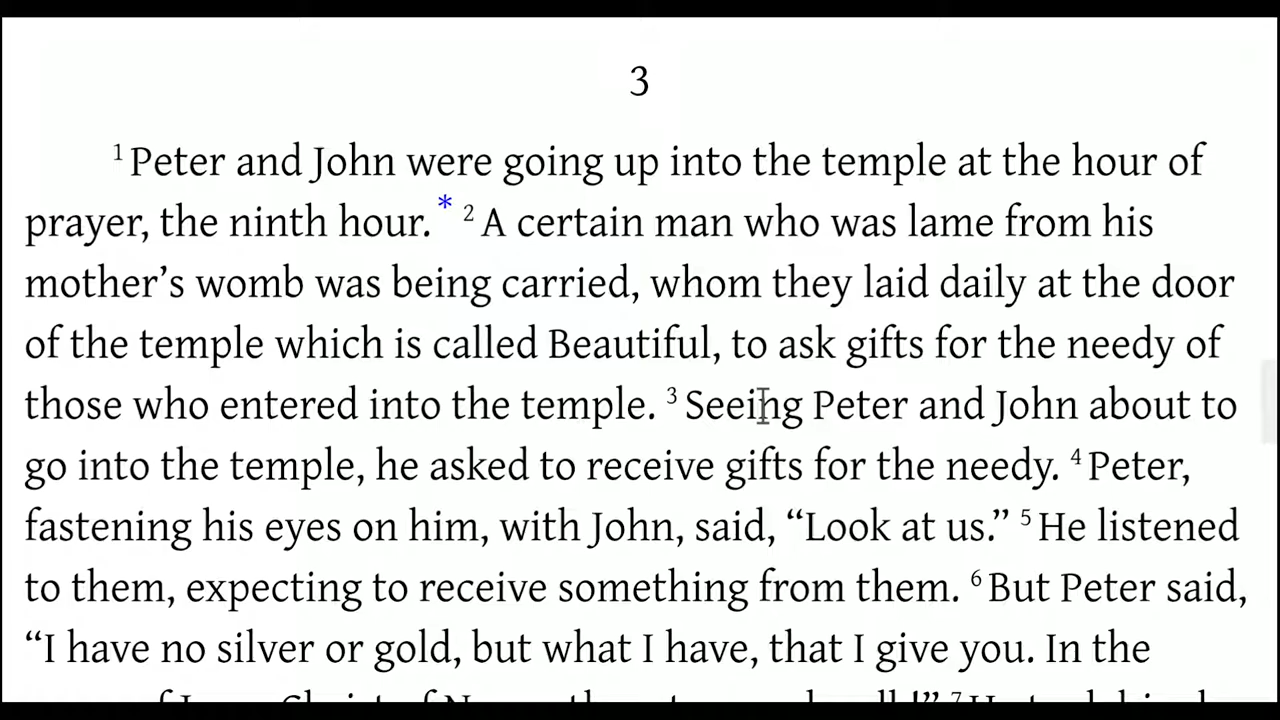 3
1 Peter and John were going up into the temple at the hour of
prayer, the ninth hour. * 2 A certain man who was lame from his
mother’s womb was being carried, whom they laid daily at the door
of the temple which is called Beautiful, to ask gifts for the needy of
those who entered into the temple. 3 Seeing Peter and John about to
go into the temple, he asked to receive gifts for the needy. 4 Peter,
fastening his eyes on him, with John, said, “Look at us.” 5 He listened
to them, expecting to receive something from them. 6 But Peter said,
“I have no silver or gold, but what I have, that I give you. In the